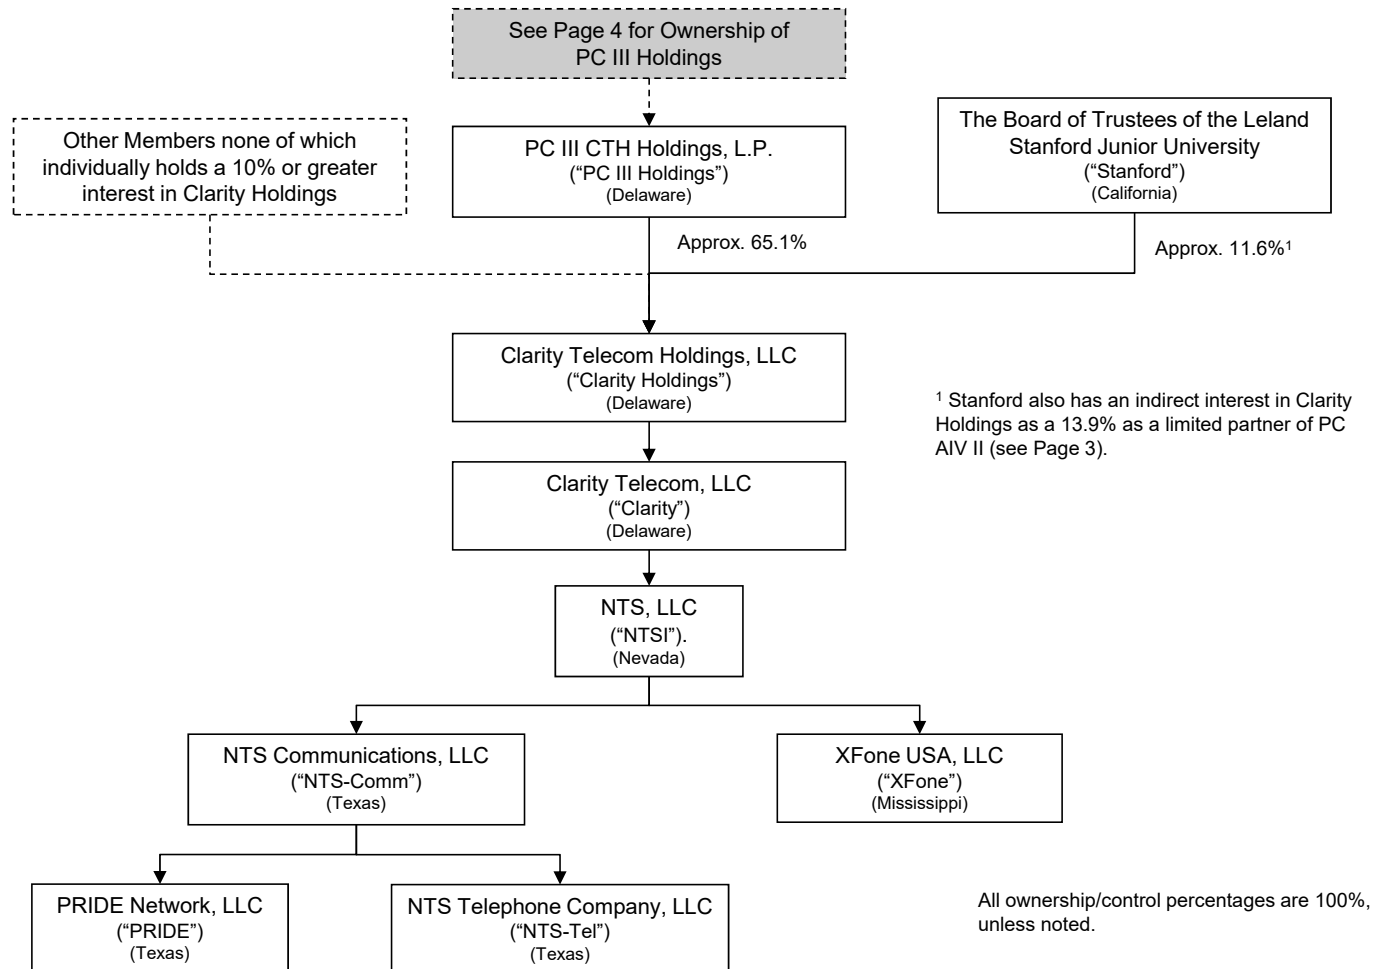 See Page 4 for Ownership of
PC III Holdings
Other Members none of which
individually holds a 10% or greater
interest in Clarity Holdings
PC III CTH Holdings, L.P.
(“PC III Holdings”)
(Delaware)
The Board of Trustees of the Leland
Stanford Junior University
(“Stanford”)
(California)
Approx. 65.1%
Approx. 11.6%¹
Clarity Telecom Holdings, LLC
(“Clarity Holdings”)
(Delaware)
¹ Stanford also has an indirect interest in Clarity
Holdings as a 13.9% as a limited partner of PC
AIV II (see Page 3).
Clarity Telecom, LLC
(“Clarity”)
(Delaware)
NTS, LLC
(“NTSI”).
(Nevada)
NTS Communications, LLC
(“NTS-Comm”)
(Texas)
XFone USA, LLC
(“XFone”)
(Mississippi)
PRIDE Network, LLC
(“PRIDE”)
(Texas)
NTS Telephone Company, LLC
(“NTS-Tel”)
(Texas)
All ownership/control percentages are 100%,
unless noted.